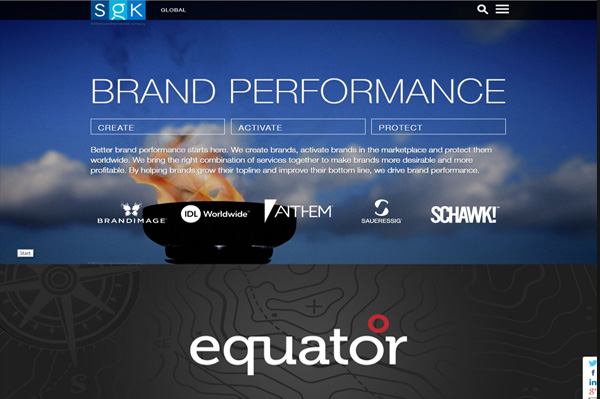 SGK
GLOBAL
BRAND PERFORMANCE
CREATE
ACTIVATE
PROTECT
Better brand performance starts here. We create brands, activate brands in the marketplace and protect them
worldwide. We bring the right combination of services together to make brands more desirable and more
profitable. By helping brands grow their topline and improve their bottom line, we drive brand performance.
BRANDIMAGE
IDL Worldwide™
ANTHEM
SAUERESSIG
SCHAWK!
Start
equator
f
in
g+